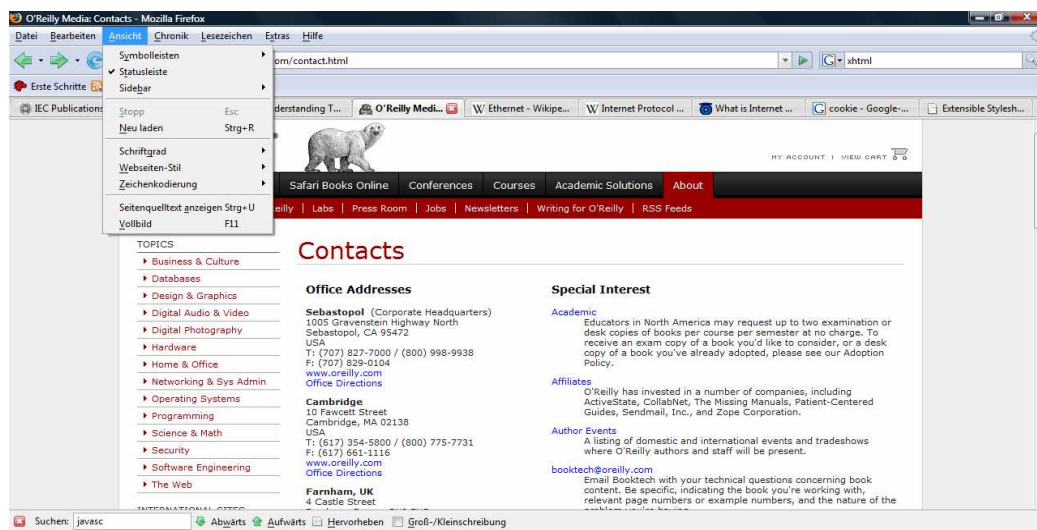 O'Reilly Media: Contacts - Mozilla Firefox
Datei Bearbeiten Ansicht Chronik Lesezeichen Extras Hilfe
om/contact.html
xhtml
Erste Schritte
IEC Publications
derstanding T...
O'Reilly Medi...
Ethernet - Wikipe...
Internet Protocol ...
What is Internet ...
cookie - Google-...
Extensible Stylesh...
Symbolleisten
Statusleiste
Sidebar
Stopp Esc
Neu laden Strg+R
Schriftgrad
Webseiten-Stil
Zeichenkodierung
Seitenquelltext anzeigen Strg+U
Vollbild F11
MY ACCOUNT | VIEW CART
Safari Books Online Conferences Courses Academic Solutions About
eilly | Labs | Press Room | Jobs | Newsletters | Writing for O'Reilly | RSS Feeds
TOPICS
Business & Culture
Databases
Design & Graphics
Digital Audio & Video
Digital Photography
Hardware
Home & Office
Networking & Sys Admin
Operating Systems
Programming
Science & Math
Security
Software Engineering
The Web
INTERNATIONAL SITES
Contacts
Office Addresses
Sebastopol (Corporate Headquarters)
1005 Gravenstein Highway North
Sebastopol, CA 95472
USA
T: (707) 827-7000 / (800) 998-9938
F: (707) 829-0104
www.oreilly.com
Office Directions
Cambridge
10 Fawcett Street
Cambridge, MA 02138
USA
T: (617) 354-5800 / (800) 775-7731
F: (617) 661-1116
www.oreilly.com
Office Directions
Farnham, UK
4 Castle Street
Special Interest
Academic
Educators in North America may request up to two examination or
desk copies of books per course per semester at no charge. To
receive an exam copy of a book you'd like to consider, or a desk
copy of a book you've already adopted, please see our Adoption
Policy.
Affiliates
O'Reilly has invested in a number of companies, including
ActiveState, CollabNet, The Missing Manuals, Patient-Centered
Guides, Sendmail, Inc., and Zope Corporation.
Author Events
A listing of domestic and international events and tradeshows
where O'Reilly authors and staff will be present.
booktech@oreilly.com
Email Booktech with your technical questions concerning book
content. Be specific, indicating the book you're working with,
relevant page numbers or example numbers, and the nature of the
Suchen: javasc Abwärts Aufwärts Hervorheben Groß-/Kleinschreibung